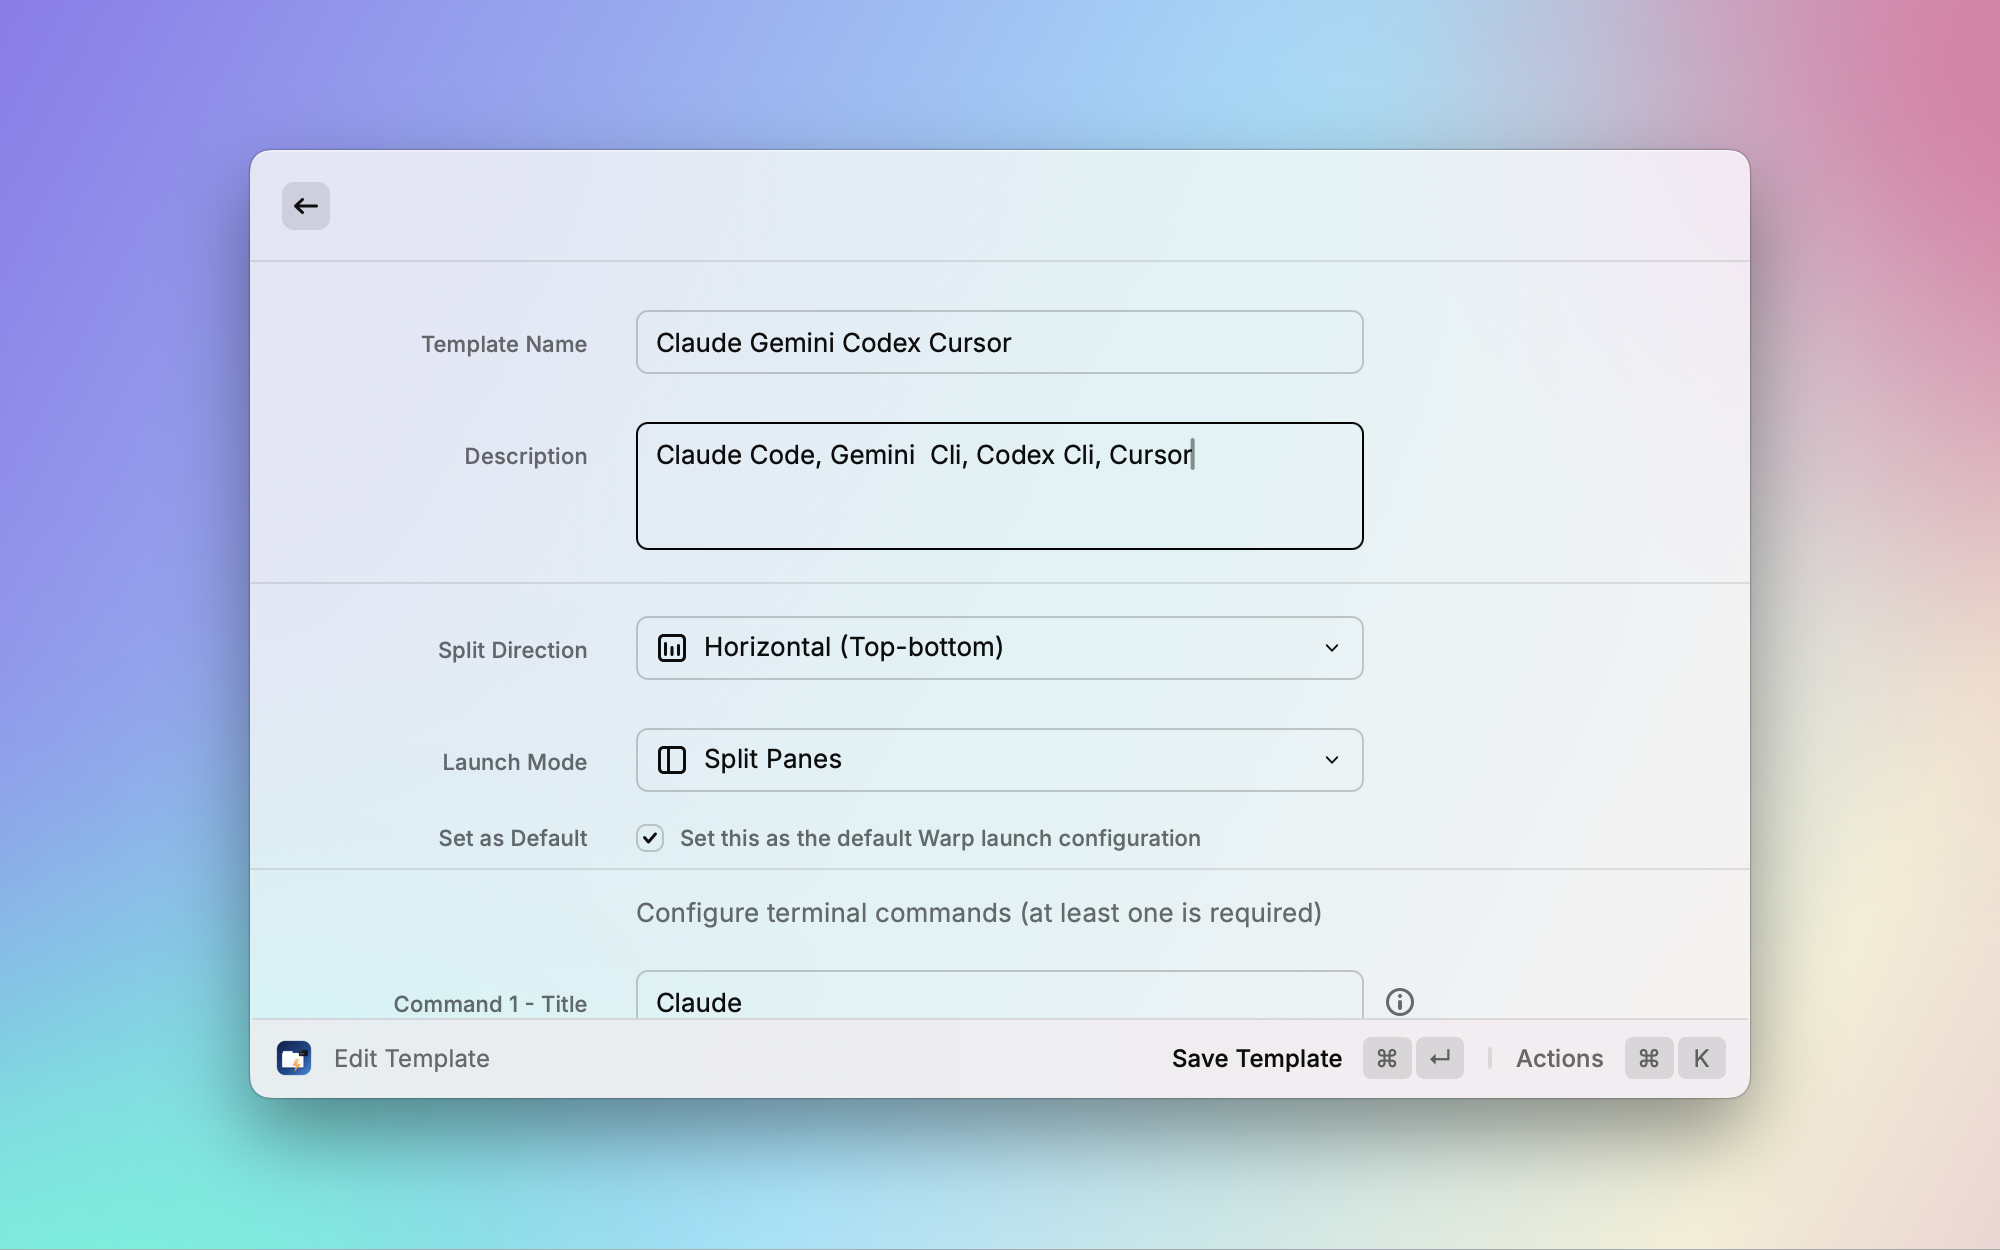 Template Name
Claude Gemini Codex Cursor
Description
Claude Code, Gemini  Cli, Codex Cli, Cursor
Split Direction
Horizontal (Top-bottom)
Launch Mode
Split Panes
Set as Default
Set this as the default Warp launch configuration
Configure terminal commands (at least one is required)
Command 1 - Title
Claude
Edit Template
Save Template ⌘ ↵
Actions ⌘ K